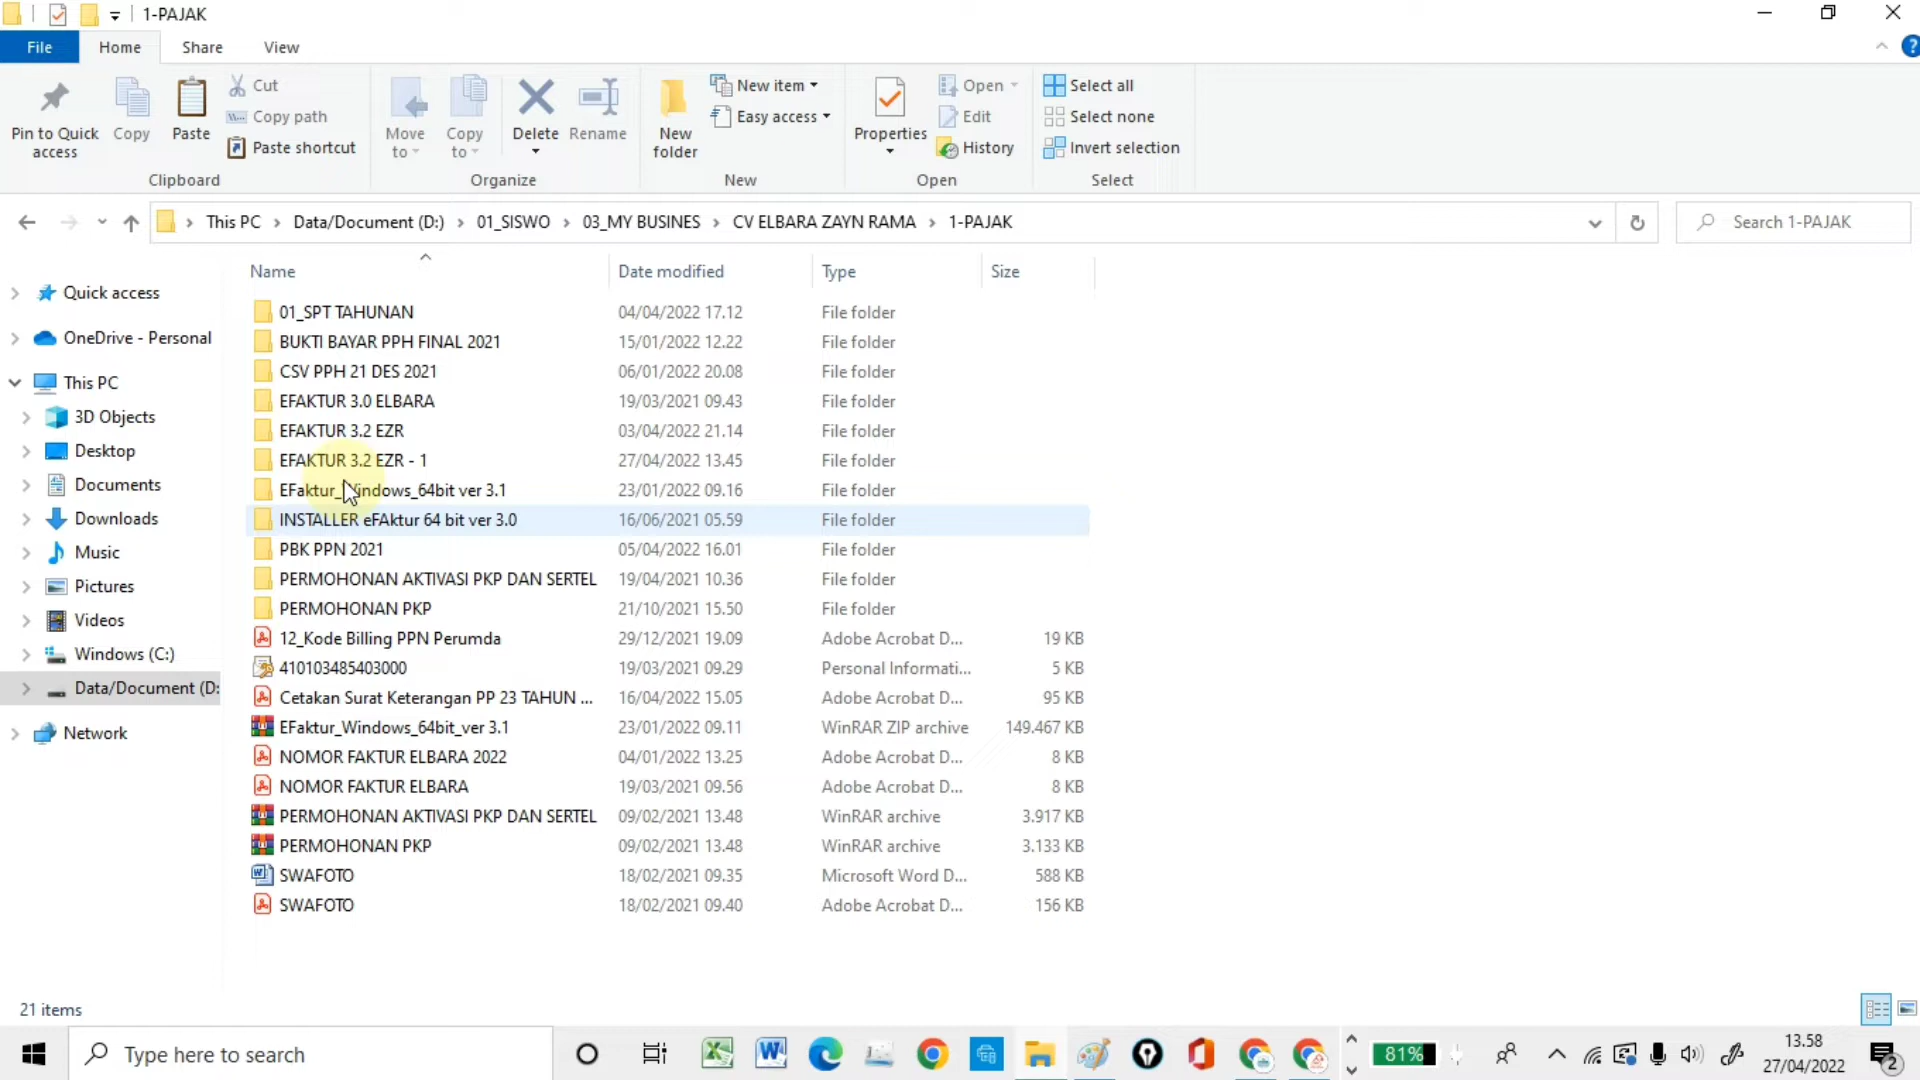 1-PAJAK
File Home Share View
Pin to Quick access
Copy
Paste
Cut
Copy path
Paste shortcut
Clipboard
Move to
Copy to
Delete
Rename
Organize
New folder
New item
Easy access
New
Properties
Open
Edit
History
Open
Select all
Select none
Invert selection
Select
This PC > Data/Document (D:) > 01_SISWO > 03_MY BUSINES > CV ELBARA ZAYN RAMA > 1-PAJAK
Search 1-PAJAK
Quick access
OneDrive - Personal
This PC
3D Objects
Desktop
Documents
Downloads
Music
Pictures
Videos
Windows (C:)
Data/Document (D:
Network
Name Date modified Type Size
01_SPT TAHUNAN 04/04/2022 17.12 File folder
BUKTI BAYAR PPH FINAL 2021 15/01/2022 12.22 File folder
CSV PPH 21 DES 2021 06/01/2022 20.08 File folder
EFAKTUR 3.0 ELBARA 19/03/2021 09.43 File folder
EFAKTUR 3.2 EZR 03/04/2022 21.14 File folder
EFAKTUR 3.2 EZR - 1 27/04/2022 13.45 File folder
EFaktur_Windows_64bit ver 3.1 23/01/2022 09.16 File folder
INSTALLER eFAktur 64 bit ver 3.0 16/06/2021 05.59 File folder
PBK PPN 2021 05/04/2022 16.01 File folder
PERMOHONAN AKTIVASI PKP DAN SERTEL 19/04/2021 10.36 File folder
PERMOHONAN PKP 21/10/2021 15.50 File folder
12_Kode Billing PPN Perumda 29/12/2021 19.09 Adobe Acrobat D... 19 KB
410103485403000 19/03/2021 09.29 Personal Informati... 5 KB
Cetakan Surat Keterangan PP 23 TAHUN ... 16/04/2022 15.05 Adobe Acrobat D... 95 KB
EFaktur_Windows_64bit_ver 3.1 23/01/2022 09.11 WinRAR ZIP archive 149.467 KB
NOMOR FAKTUR ELBARA 2022 04/01/2022 13.25 Adobe Acrobat D... 8 KB
NOMOR FAKTUR ELBARA 19/03/2021 09.56 Adobe Acrobat D... 8 KB
PERMOHONAN AKTIVASI PKP DAN SERTEL 09/02/2021 13.48 WinRAR archive 3.917 KB
PERMOHONAN PKP 09/02/2021 13.48 WinRAR archive 3.133 KB
SWAFOTO 18/02/2021 09.35 Microsoft Word D... 588 KB
SWAFOTO 18/02/2021 09.40 Adobe Acrobat D... 156 KB
21 items
Type here to search
81%
13.58
27/04/2022
2